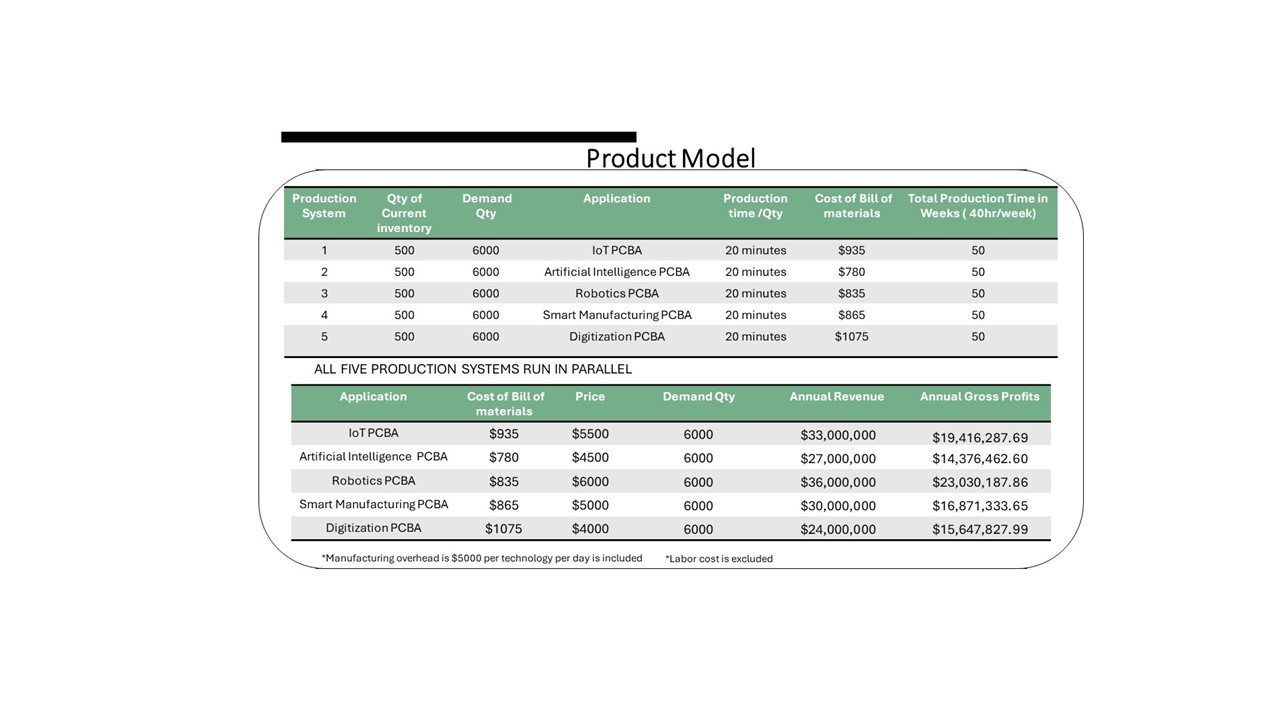 Product Model
Production System | Qty of Current inventory | Demand Qty | Application | Production time /Qty | Cost of Bill of materials | Total Production Time in Weeks ( 40hr/week)
1 | 500 | 6000 | IoT PCBA | 20 minutes | $935 | 50
2 | 500 | 6000 | Artificial Intelligence PCBA | 20 minutes | $780 | 50
3 | 500 | 6000 | Robotics PCBA | 20 minutes | $835 | 50
4 | 500 | 6000 | Smart Manufacturing PCBA | 20 minutes | $865 | 50
5 | 500 | 6000 | Digitization PCBA | 20 minutes | $1075 | 50
ALL FIVE PRODUCTION SYSTEMS RUN IN PARALLEL
Application | Cost of Bill of materials | Price | Demand Qty | Annual Revenue | Annual Gross Profits
IoT PCBA | $935 | $5500 | 6000 | $33,000,000 | $19,416,287.69
Artificial Intelligence PCBA | $780 | $4500 | 6000 | $27,000,000 | $14,376,462.60
Robotics PCBA | $835 | $6000 | 6000 | $36,000,000 | $23,030,187.86
Smart Manufacturing PCBA | $865 | $5000 | 6000 | $30,000,000 | $16,871,333.65
Digitization PCBA | $1075 | $4000 | 6000 | $24,000,000 | $15,647,827.99
*Manufacturing overhead is $5000 per technology per day is included *Labor cost is excluded